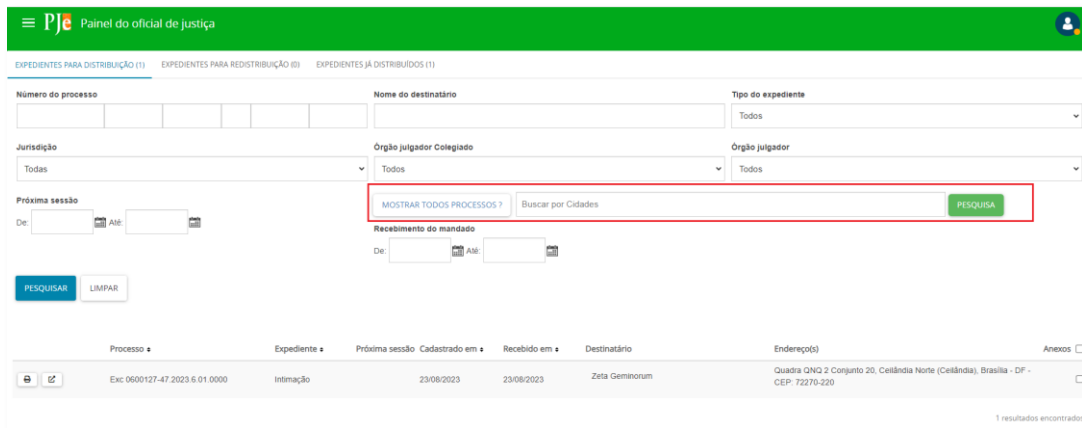 PJe Painel do oficial de justiça
EXPEDIENTES PARA DISTRIBUIÇÃO (1) EXPEDIENTES PARA REDISTRIBUIÇÃO (0) EXPEDIENTES JÁ DISTRIBUÍDOS (1)
Número do processo Nome do destinatário Tipo do expediente
Todos
Jurisdição Órgão julgador Colegiado Órgão julgador
Todas Todos Todos
Próxima sessão MOSTRAR TODOS PROCESSOS ? Buscar por Cidades PESQUISA
De: Até:
Recebimento do mandado
De: Até:
PESQUISAR LIMPAR
Processo Expediente Próxima sessão Cadastrado em Recebido em Destinatário Endereço(s) Anexos
Exc 0600127-47.2023.6.01.0000 Intimação 23/08/2023 23/08/2023 Zeta Geminorum Quadra QNQ 2 Conjunto 20, Ceilândia Norte (Ceilândia), Brasília - DF -
CEP: 72270-220
1 resultados encontrados